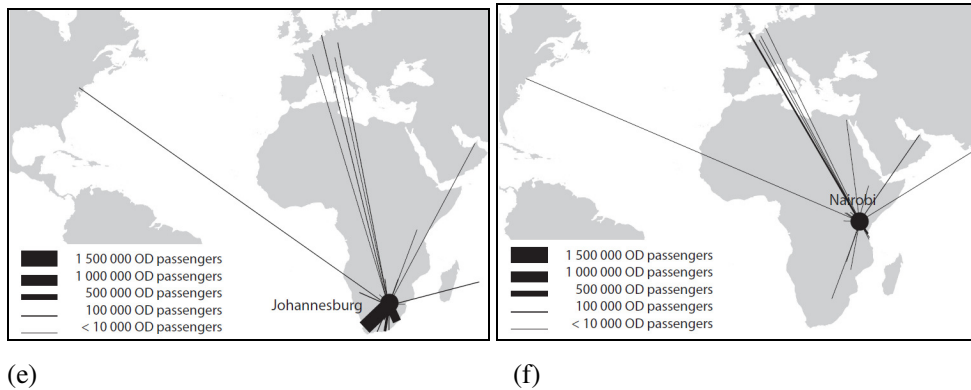 Johannesburg
1 500 000 OD passengers
1 000 000 OD passengers
500 000 OD passengers
100 000 OD passengers
< 10 000 OD passengers
(e)
Nairobi
1 500 000 OD passengers
1 000 000 OD passengers
500 000 OD passengers
100 000 OD passengers
< 10 000 OD passengers
(f)